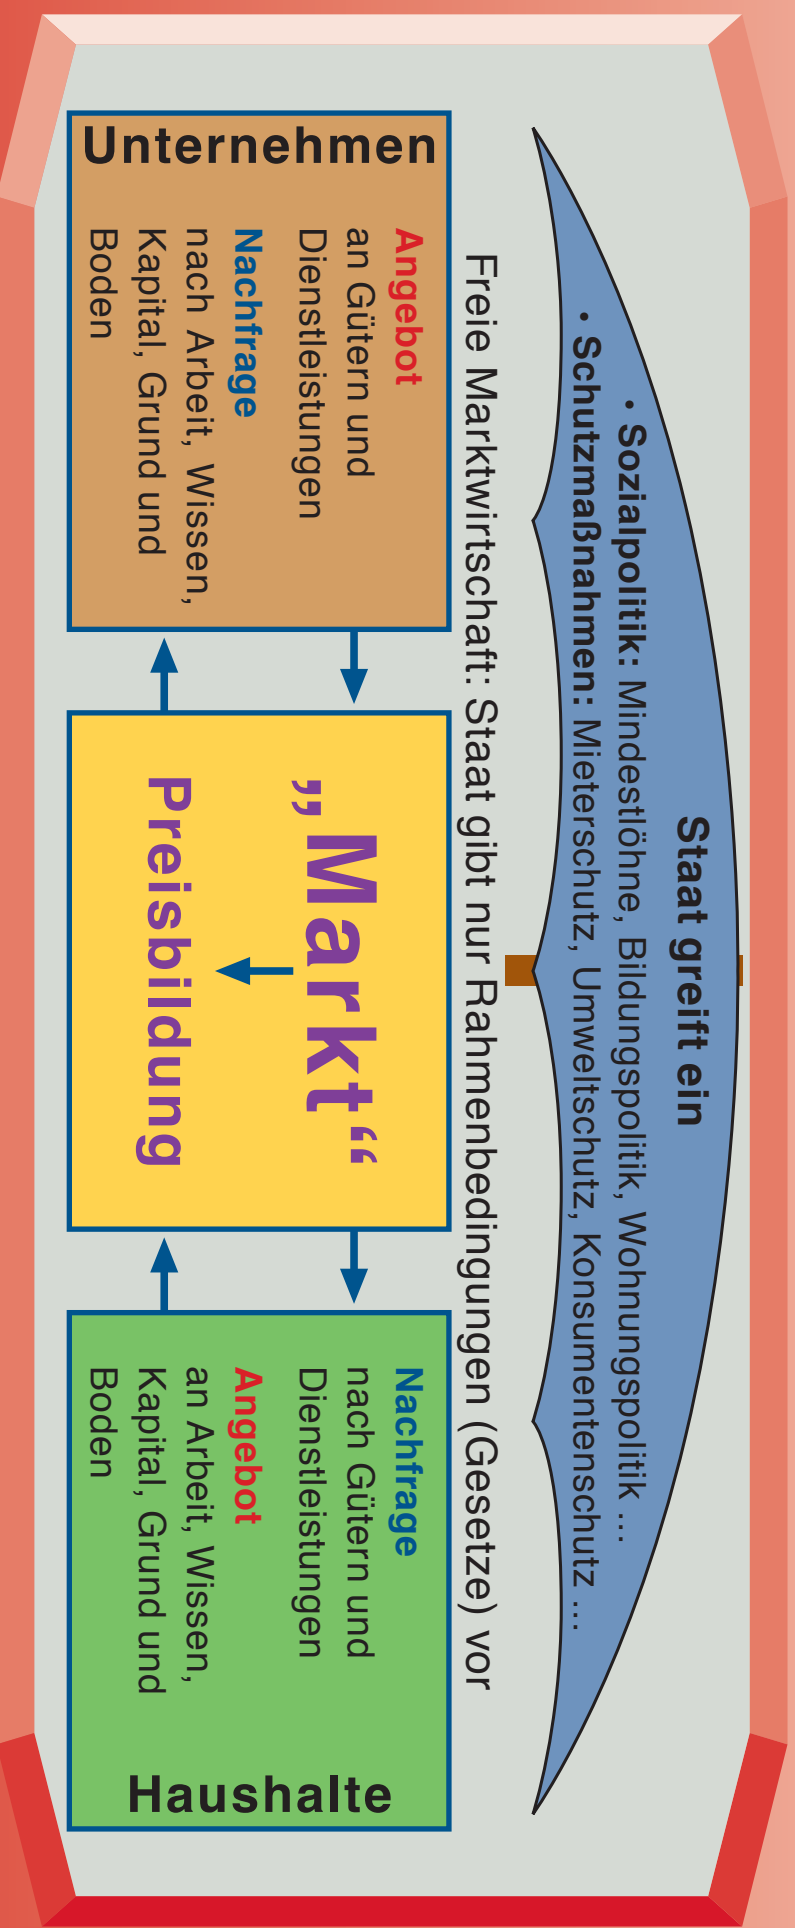 Staat greift ein
• Sozialpolitik: Mindestlöhne, Bildungspolitik, Wohnungspolitik ...
• Schutzmaßnahmen: Mieterschutz, Umweltschutz, Konsumentenschutz ...
Freie Marktwirtschaft: Staat gibt nur Rahmenbedingungen (Gesetze) vor
Unternehmen
Angebot
an Gütern und
Dienstleistungen
Nachfrage
nach Arbeit, Wissen,
Kapital, Grund und
Boden
„Markt“
Preisbildung
Nachfrage
nach Gütern und
Dienstleistungen
Angebot
an Arbeit, Wissen,
Kapital, Grund und
Boden
Haushalte